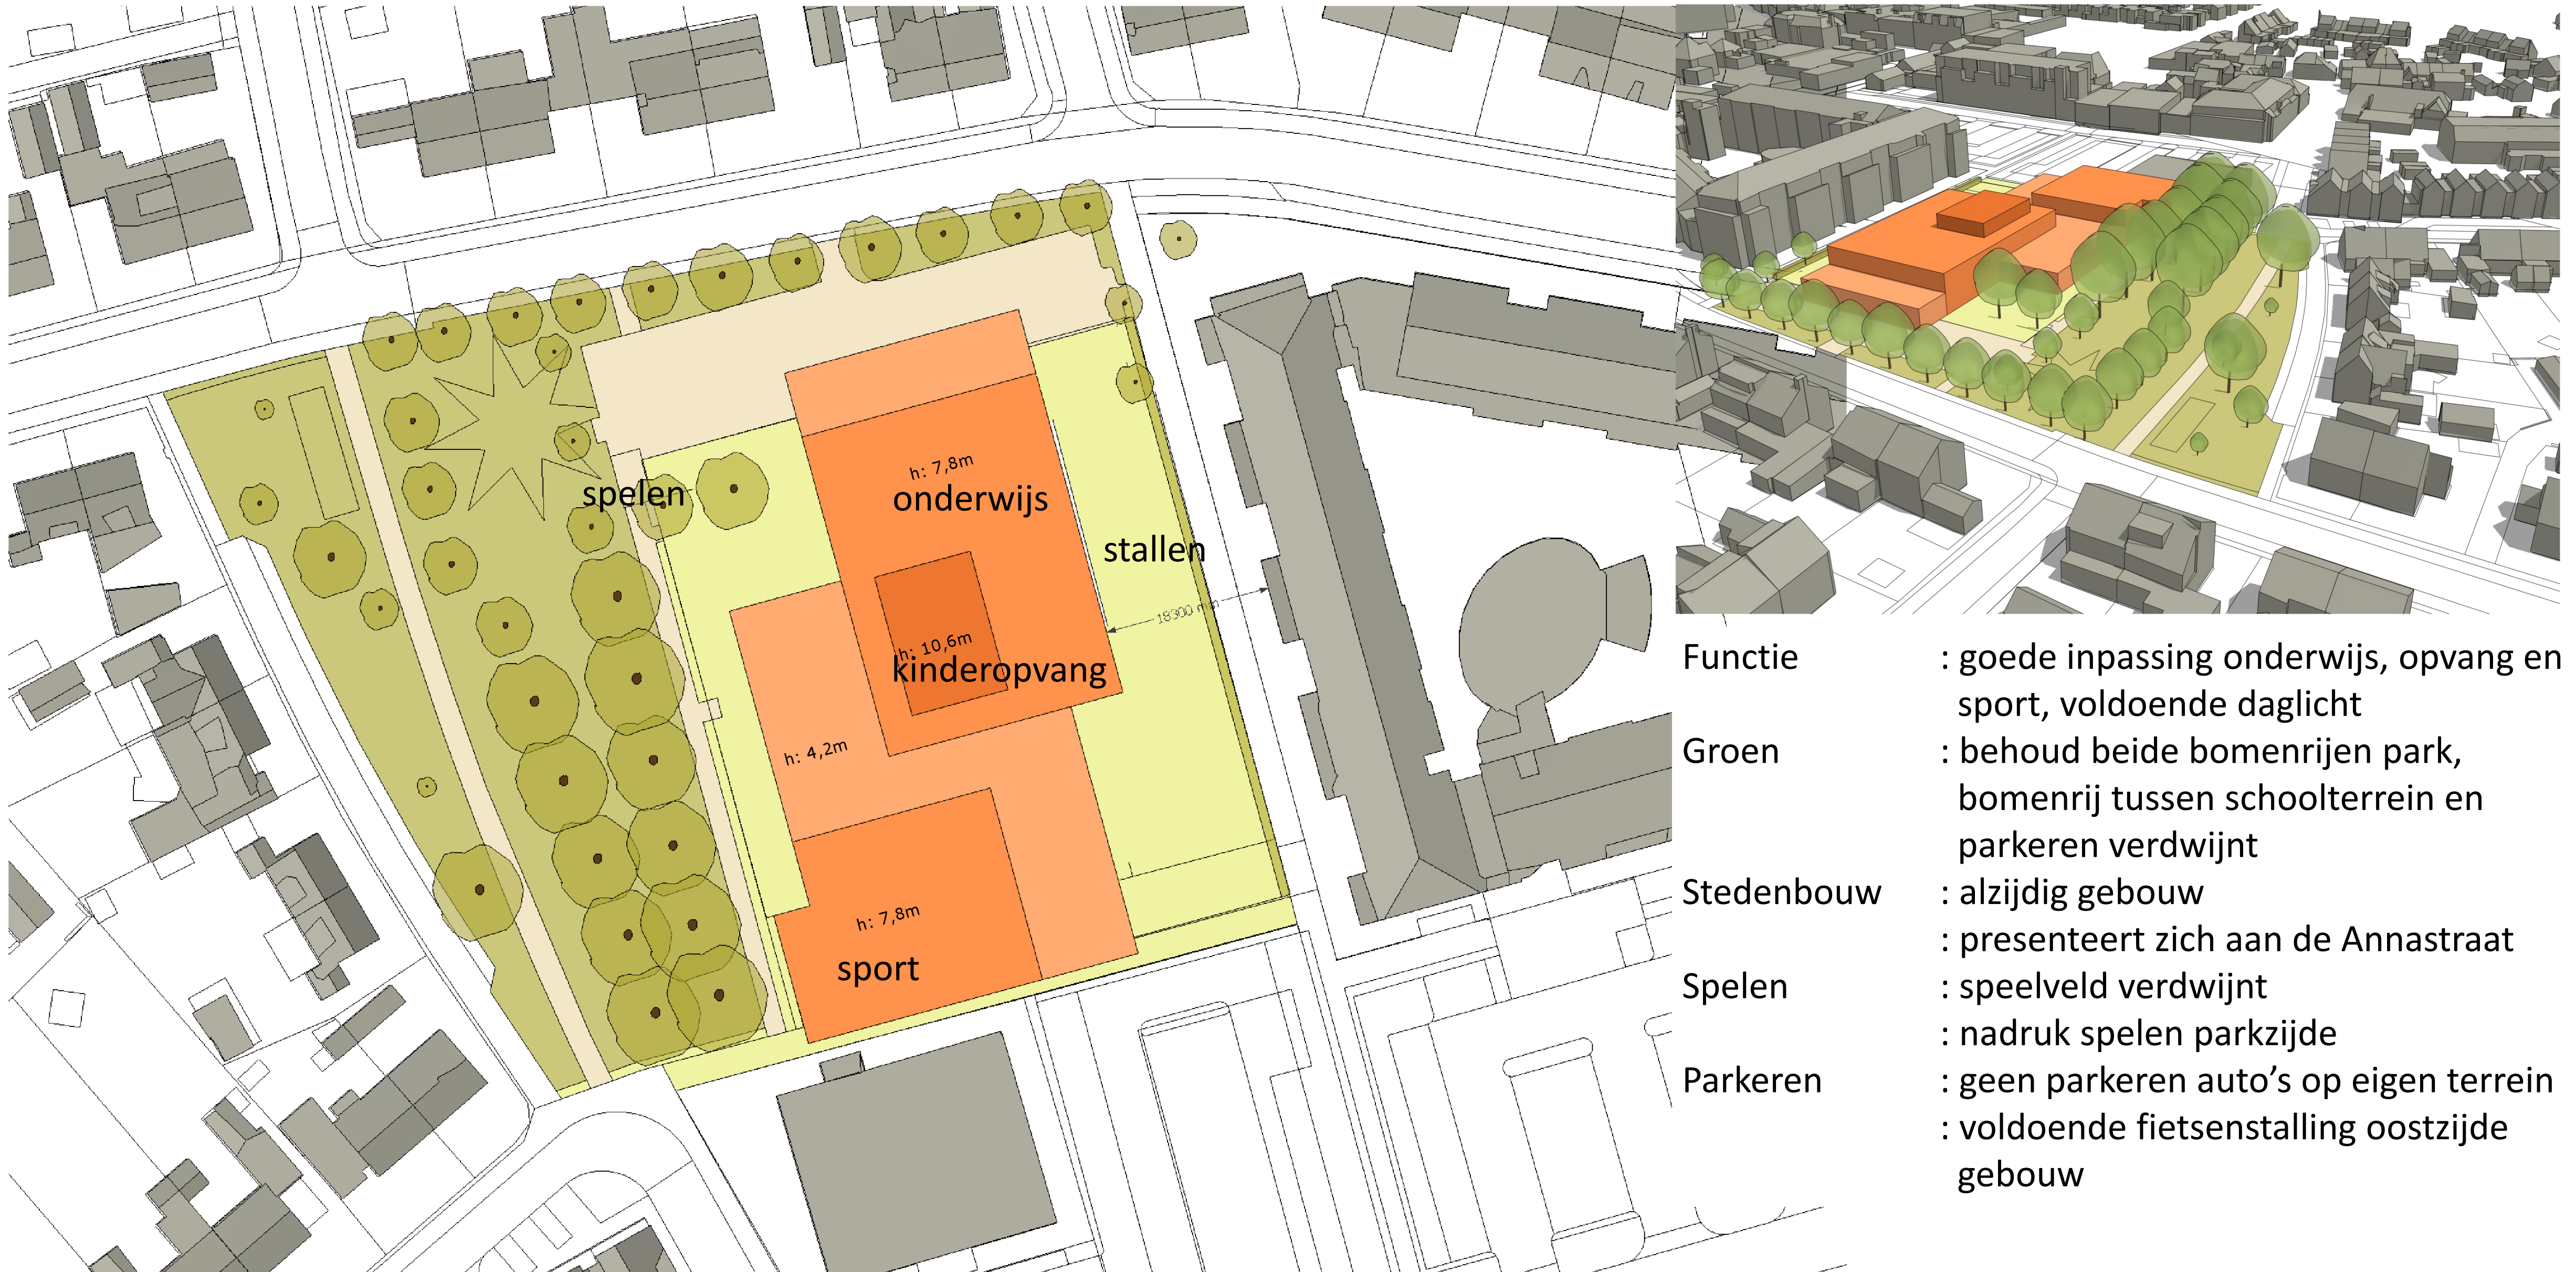 h: 7,8m
onderwijs
spelen
stallen
18300 mm
h: 10,6m
kinderopvang
h: 4,2m
h: 7,8m
sport
Functie : goede inpassing onderwijs, opvang en
sport, voldoende daglicht
Groen : behoud beide bomenrijen park,
bomenrij tussen schoolterrein en
parkeren verdwijnt
Stedenbouw : alzijdig gebouw
: presenteert zich aan de Annastraat
Spelen : speelveld verdwijnt
: nadruk spelen parkzijde
Parkeren : geen parkeren auto’s op eigen terrein
: voldoende fietsenstalling oostzijde
gebouw